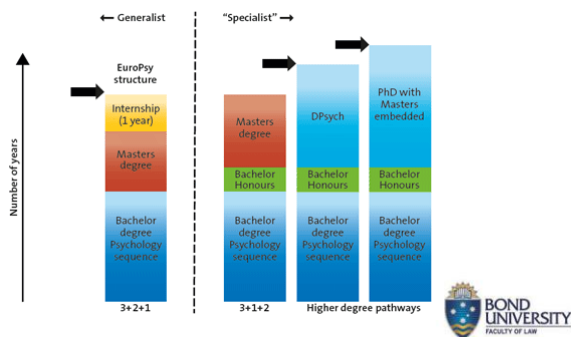 ← Generalist
“Specialist” →
EuroPsy
structure
Internship
(1 year)
Masters
degree
Bachelor
degree
Psychology
sequence
3+2+1
Masters
degree
Bachelor
Honours
Bachelor
degree
Psychology
sequence
3+1+2
DPsych
Bachelor
Honours
Bachelor
degree
Psychology
sequence
PhD with
Masters
embedded
Bachelor
Honours
Bachelor
degree
Psychology
sequence
Higher degree pathways
Number of years
BOND
UNIVERSITY
FACULTY OF LAW